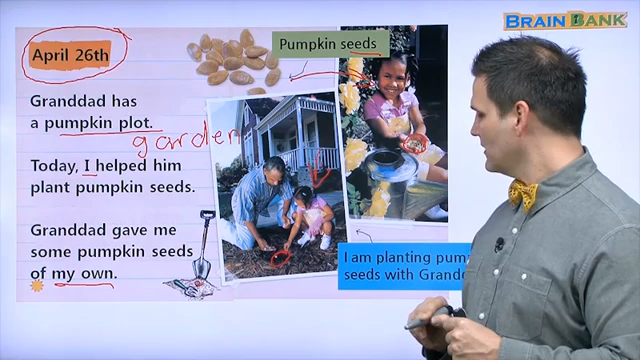 BRAIN BANK
April 26th
Pumpkin seeds
Granddad has
a pumpkin plot.
garden
Today, I helped him
plant pumpkin seeds.
Granddad gave me
some pumpkin seeds
of my own.
I am planting pum
seeds with Grand